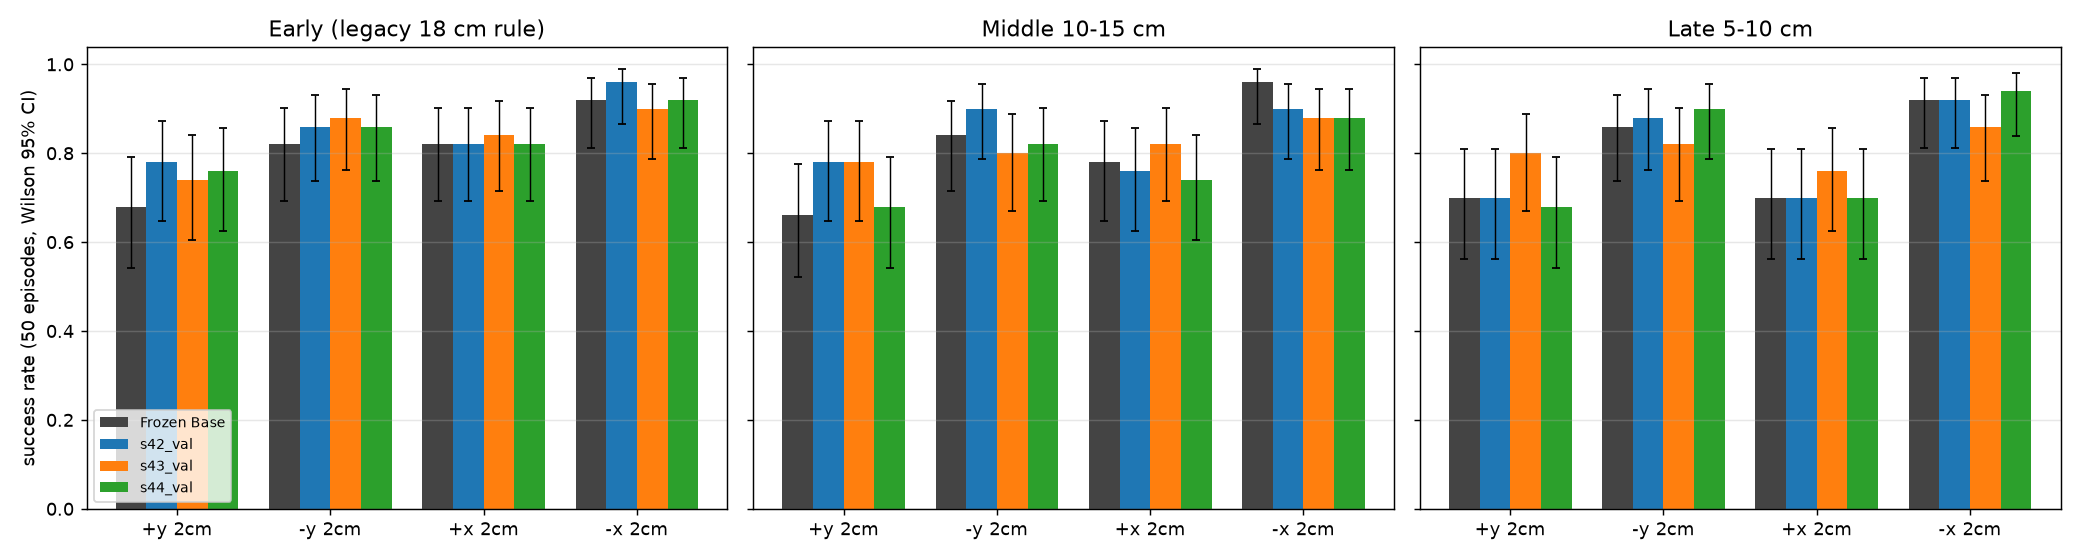 Early (legacy 18 cm rule)
Middle 10-15 cm
Late 5-10 cm
success rate (50 episodes, Wilson 95% CI)
1.0
0.8
0.6
0.4
0.2
0.0
Frozen Base
s42_val
s43_val
s44_val
+y 2cm
-y 2cm
+x 2cm
-x 2cm
+y 2cm
-y 2cm
+x 2cm
-x 2cm
+y 2cm
-y 2cm
+x 2cm
-x 2cm